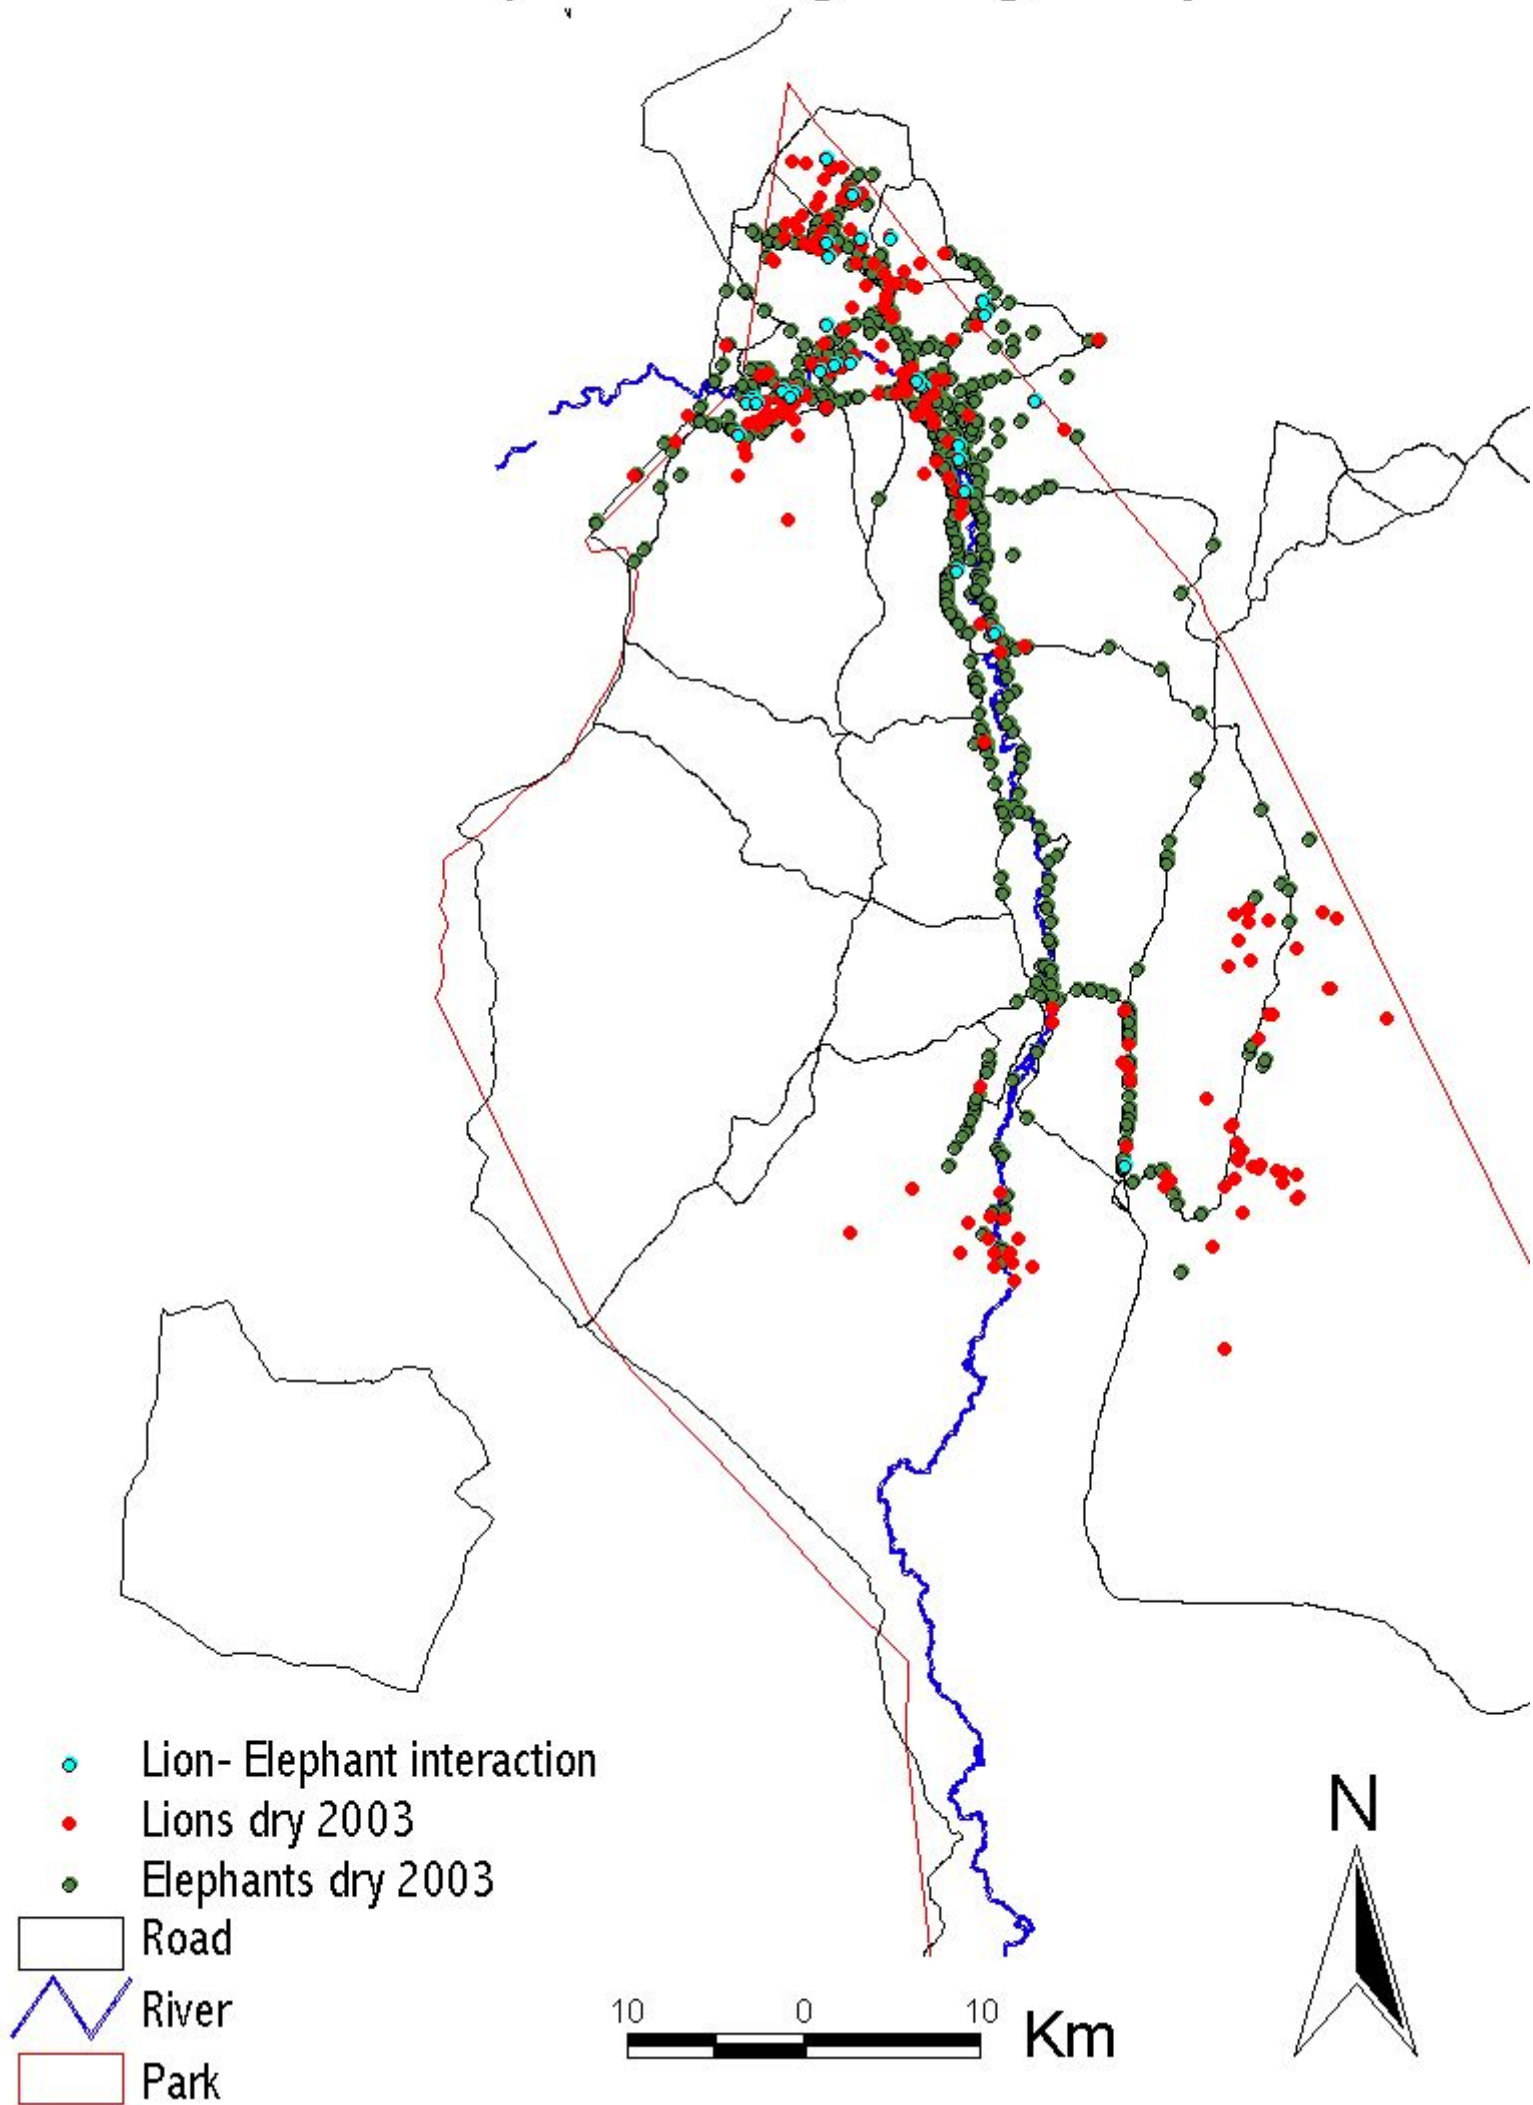 Lion- Elephant interaction
Lions dry 2003
Elephants dry 2003
Road
River
Park
10 0 10
Km
N